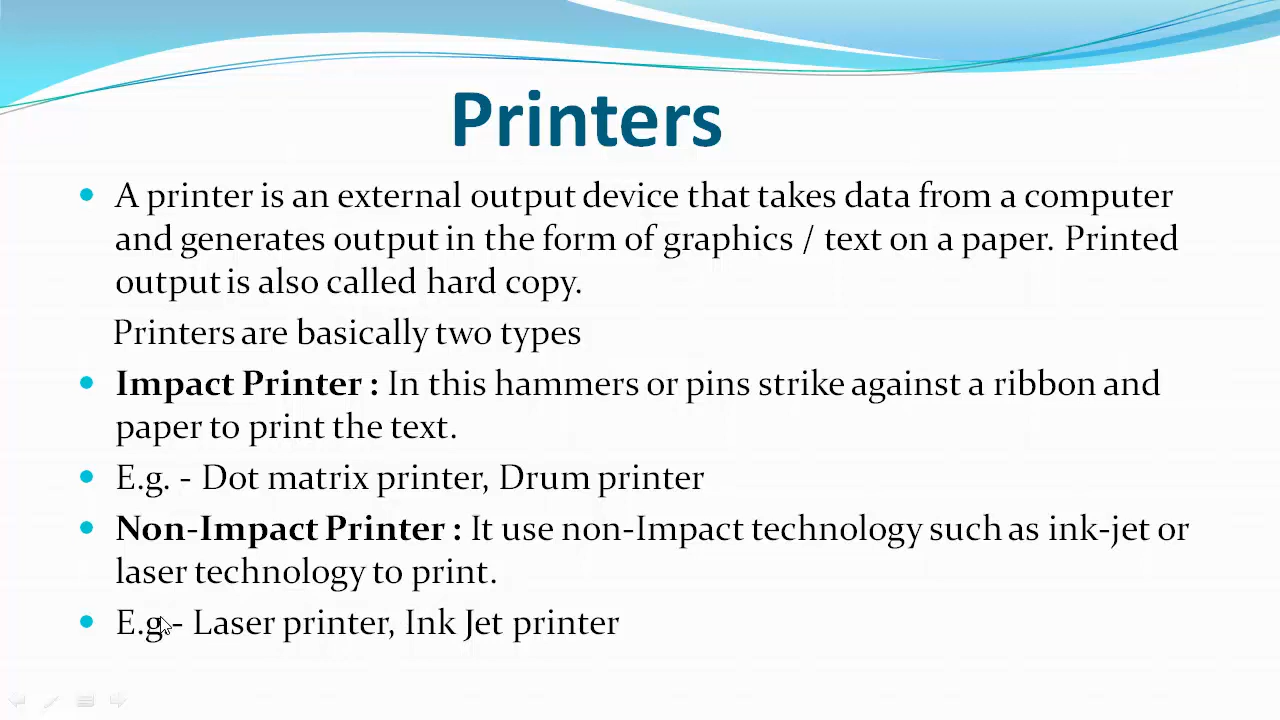 Printers
A printer is an external output device that takes data from a computer
and generates output in the form of graphics / text on a paper. Printed
output is also called hard copy.
Printers are basically two types
Impact Printer : In this hammers or pins strike against a ribbon and
paper to print the text.
E.g. - Dot matrix printer, Drum printer
Non-Impact Printer : It use non-Impact technology such as ink-jet or
laser technology to print.
E.g - Laser printer, Ink Jet printer